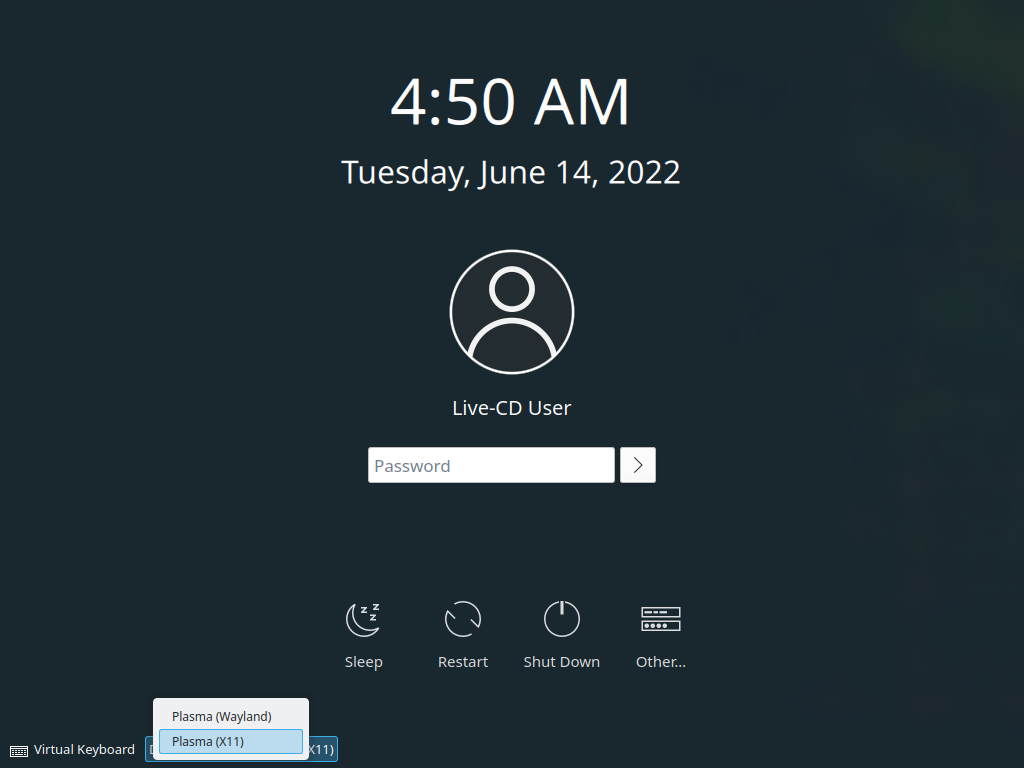 4:50 AM
Tuesday, June 14, 2022
Live-CD User
Password
Sleep
Restart
Shut Down
Other...
Plasma (Wayland)
Plasma (X11)
Virtual Keyboard
X11)